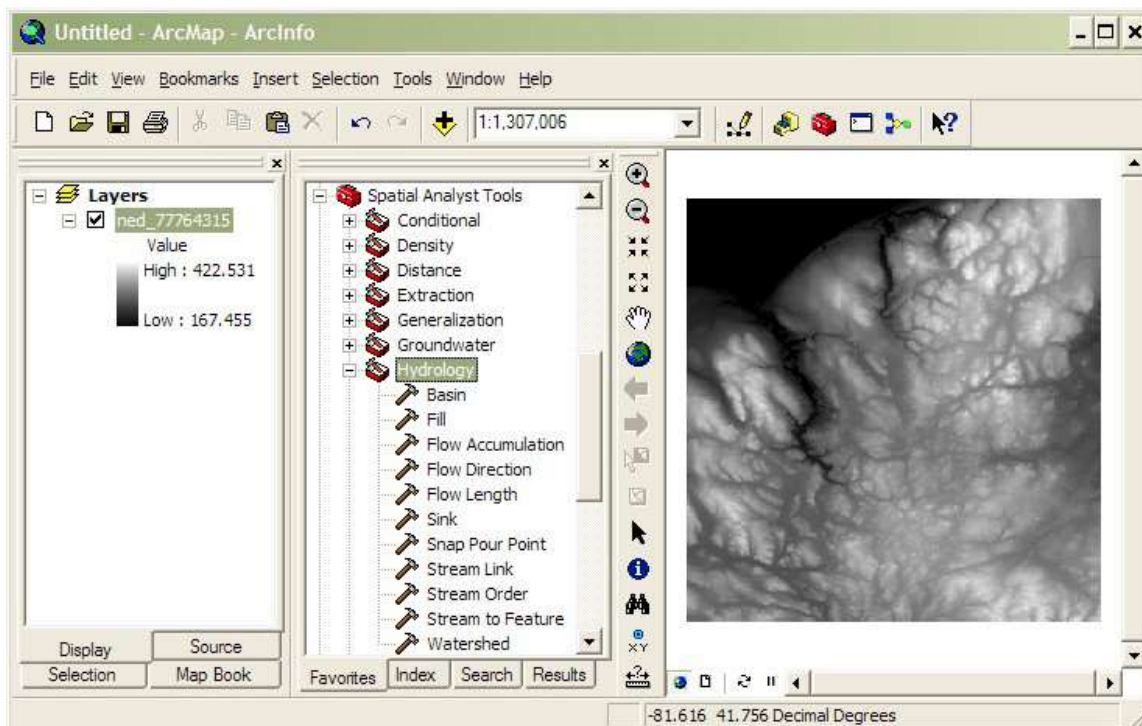 Untitled - ArcMap - ArcInfo
File Edit View Bookmarks Insert Selection Tools Window Help
1:1,307,006
Layers
ned_77764315
Value
High : 422.531
Low : 167.455
Display
Source
Selection
Map Book
Spatial Analyst Tools
Conditional
Density
Distance
Extraction
Generalization
Groundwater
Hydrology
Basin
Fill
Flow Accumulation
Flow Direction
Flow Length
Sink
Snap Pour Point
Stream Link
Stream Order
Stream to Feature
Watershed
Favorites
Index
Search
Results
XY
-81.616 41.756 Decimal Degrees